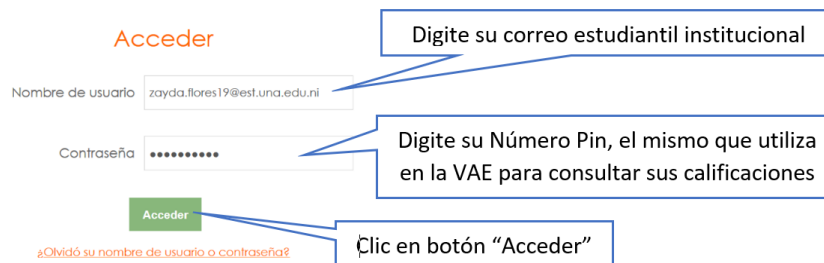 Acceder
Digite su correo estudiantil institucional
Nombre de usuario
zayda.flores19@est.una.edu.ni
Contraseña
••••••••••
Digite su Número Pin, el mismo que utiliza
en la VAE para consultar sus calificaciones
Acceder
¿Olvidó su nombre de usuario o contraseña?
Clic en botón “Acceder”